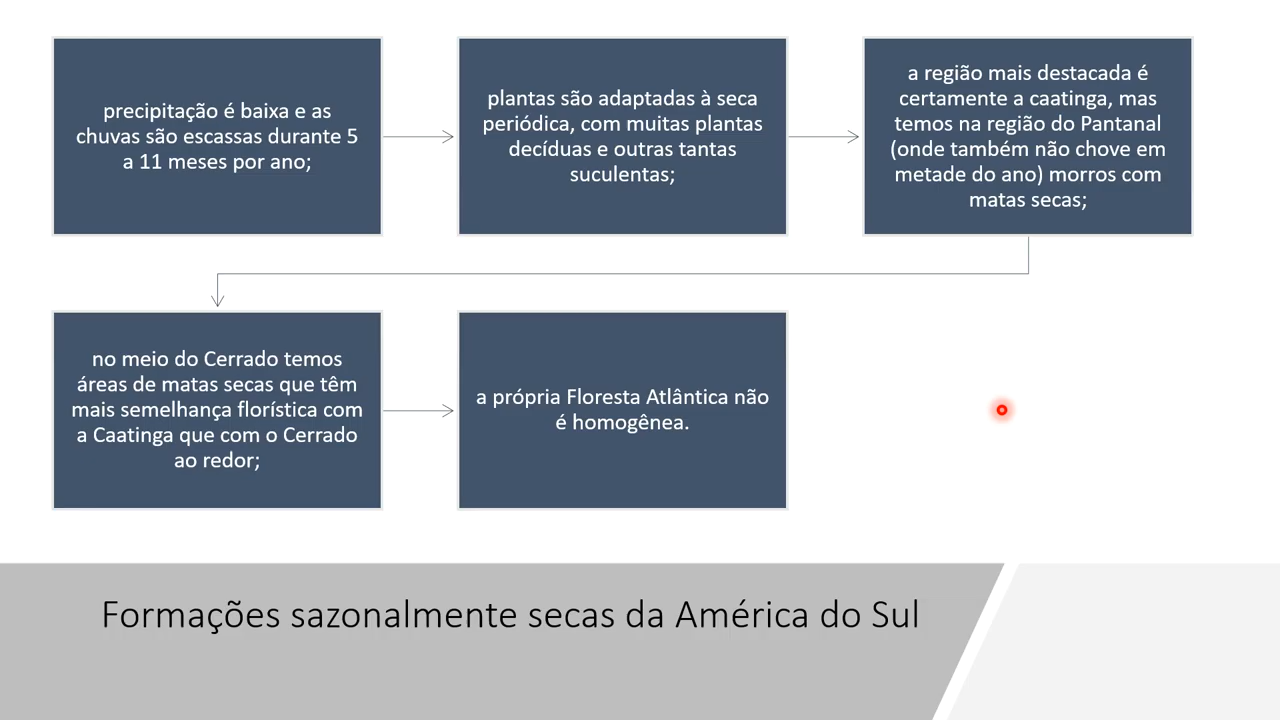 precipitação é baixa e as
chuvas são escassas durante 5
a 11 meses por ano;
plantas são adaptadas à seca
periódica, com muitas plantas
decíduas e outras tantas
suculentas;
a região mais destacada é
certamente a caatinga, mas
temos na região do Pantanal
(onde também não chove em
metade do ano) morros com
matas secas;
no meio do Cerrado temos
áreas de matas secas que têm
mais semelhança florística com
a Caatinga que com o Cerrado
ao redor;
a própria Floresta Atlântica não
é homogênea.
Formações sazonalmente secas da América do Sul